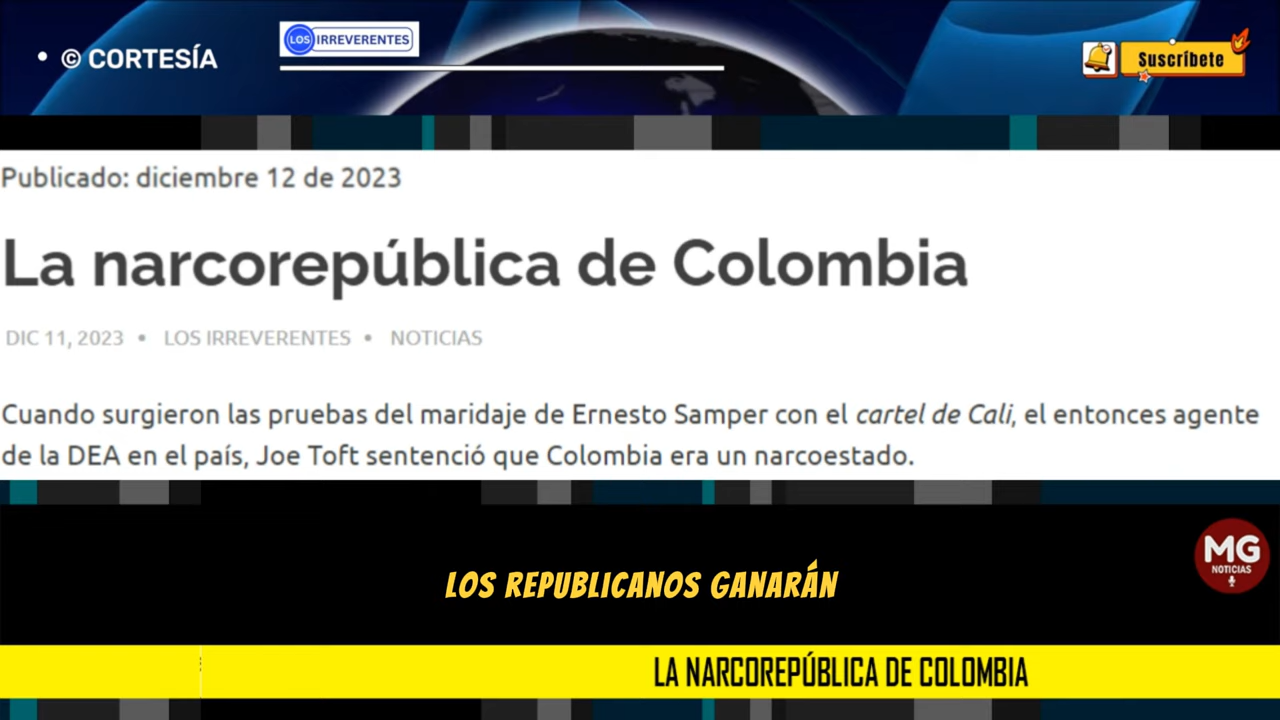 • © CORTESÍA
LOS IRREVERENTES
Suscríbete
Publicado: diciembre 12 de 2023
La narcorepública de Colombia
DIC 11, 2023 • LOS IRREVERENTES • NOTICIAS
Cuando surgieron las pruebas del maridaje de Ernesto Samper con el cartel de Cali, el entonces agente
de la DEA en el país, Joe Toft sentenció que Colombia era un narcoestado.
MG
NOTICIAS
LOS REPUBLICANOS GANARÁN
LA NARCOREPÚBLICA DE COLOMBIA